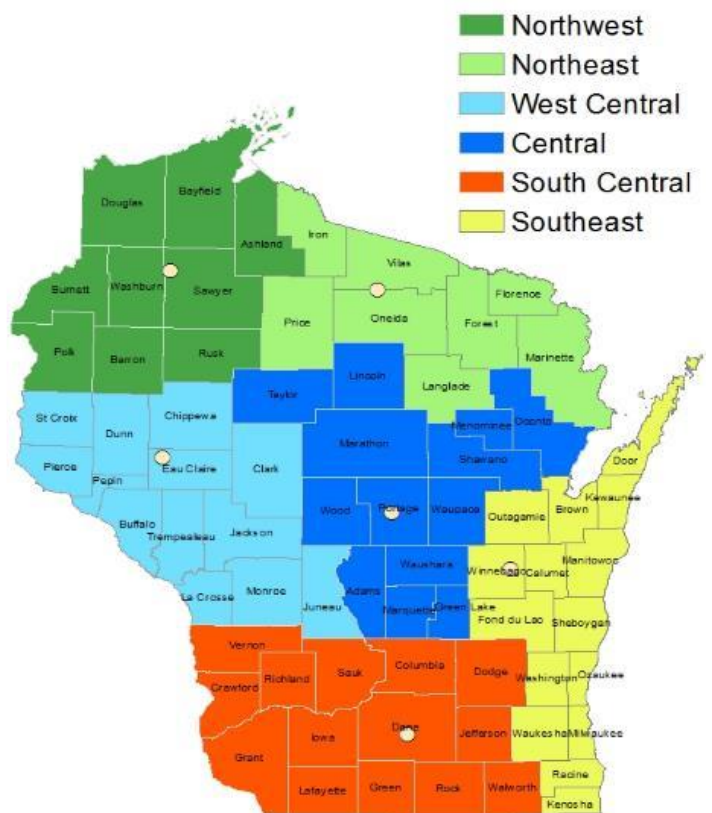 Northwest
Northeast
West Central
Central
South Central
Southeast
Douglas
Bayfield
Ashland
Iron
Vilas
Burnett
Washburn
Sawyer
Florence
Price
Oneida
Forest
Polk
Barron
Rusk
Marinette
Taylor
Lincoln
Langlade
St Croix
Dunn
Chippewa
Menominee
Oconto
Marathon
Pierce
Pepin
Eau Claire
Clark
Shawano
Door
Kewaunee
Buffalo
Trempealeau
Jackson
Wood
Portage
Waupaca
Outagamie
Brown
La Crosse
Monroe
Juneau
Adams
Waushara
Winnebago
Calumet
Manitowoc
Marquette
Green Lake
Fond du Lac
Sheboygan
Vernon
Crawford
Richland
Sauk
Columbia
Dodge
Washington
Ozaukee
Grant
Iowa
Dane
Jefferson
Waukesha
Milwaukee
Lafayette
Green
Rock
Walworth
Racine
Kenosha